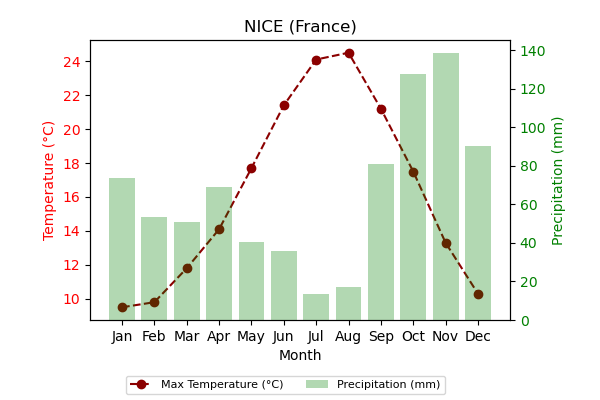 NICE (France)
Temperature (°C)
24
22
20
18
16
14
12
10
140
120
100
80
60
40
20
0
Precipitation (mm)
Jan Feb Mar Apr May Jun Jul Aug Sep Oct Nov Dec
Month
Max Temperature (°C) Precipitation (mm)